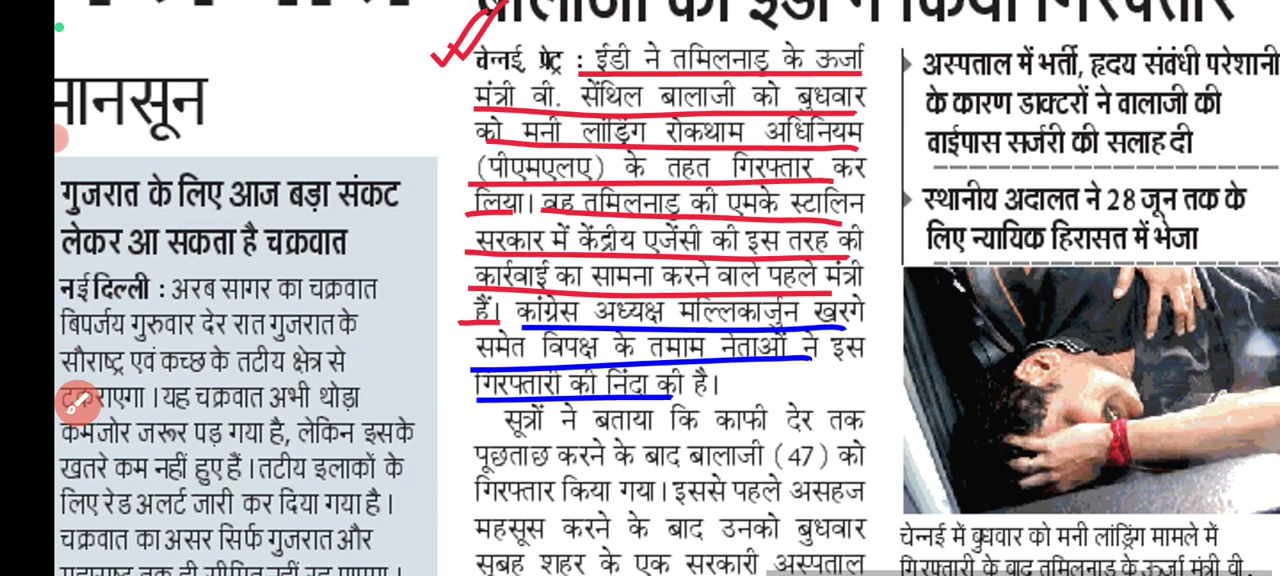 बालाजी को ईडी ने किया गिरफ्तार
मानसून
गुजरात के लिए आज बड़ा संकट
लेकर आ सकता है चक्रवात
नई दिल्ली : अरब सागर का चक्रवात
बिपर्जय गुरुवार देर रात गुजरात के
सौराष्ट्र एवं कच्छ के तटीय क्षेत्र से
टकराएगा । यह चक्रवात अभी थोड़ा
कमजोर जरूर पड़ गया है, लेकिन इसके
खतरे कम नहीं हुए हैं । तटीय इलाकों के
लिए रेड अलर्ट जारी कर दिया गया है ।
चक्रवात का असर सिर्फ गुजरात और
चेन्नई, प्रेट्र : ईडी ने तमिलनाडु के ऊर्जा
मंत्री वी. सेंथिल बालाजी को बुधवार
को मनी लांड्रिंग रोकथाम अधिनियम
(पीएमएलए) के तहत गिरफ्तार कर
लिया। वह तमिलनाडु की एमके स्टालिन
सरकार में केंद्रीय एजेंसी की इस तरह की
कार्रवाई का सामना करने वाले पहले मंत्री
हैं। कांग्रेस अध्यक्ष मल्लिकार्जुन खरगे
समेत विपक्ष के तमाम नेताओं ने इस
गिरफ्तारी की निंदा की है।
सूत्रों ने बताया कि काफी देर तक
पूछताछ करने के बाद बालाजी (47) को
गिरफ्तार किया गया। इससे पहले असहज
महसूस करने के बाद उनको बुधवार
सुबह शहर के एक सरकारी अस्पताल
अस्पताल में भर्ती, हृदय संवंधी परेशानी
के कारण डाक्टरों ने वालाजी की
वाईपास सर्जरी की सलाह दी
स्थानीय अदालत ने 28 जून तक के
लिए न्यायिक हिरासत में भेजा
चेन्नई में बुधवार को मनी लांड्रिंग मामले में
गिरफ्तारी के बाद तमिलनाडु के ऊर्जा मंत्री वी .